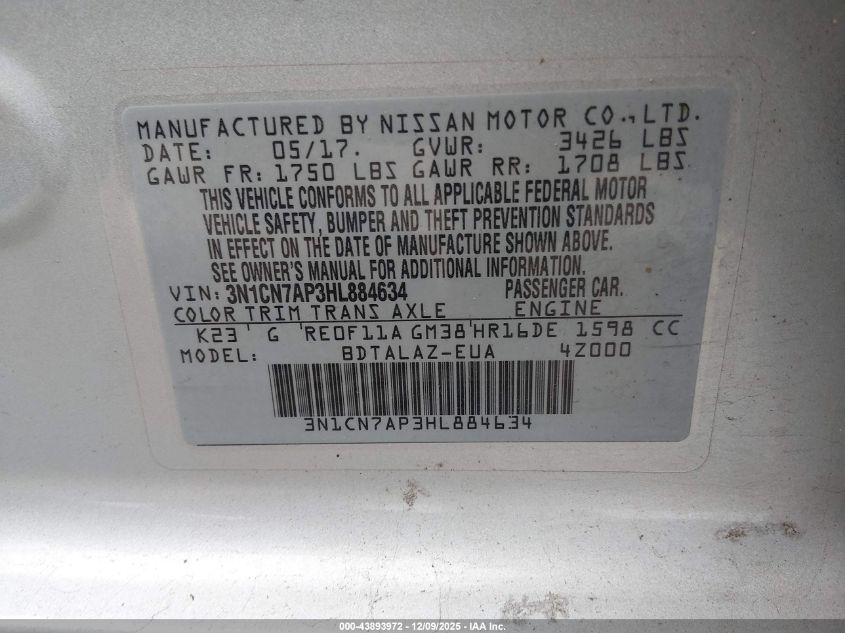 MANUFACTURED BY NISSAN MOTOR CO., LTD.
DATE: 05/17. GVWR: 3426 LBS
GAWR FR: 1750 LBS GAWR RR: 1708 LBS
THIS VEHICLE CONFORMS TO ALL APPLICABLE FEDERAL MOTOR
VEHICLE SAFETY, BUMPER AND THEFT PREVENTION STANDARDS
IN EFFECT ON THE DATE OF MANUFACTURE SHOWN ABOVE.
SEE OWNER'S MANUAL FOR ADDITIONAL INFORMATION.
VIN: 3N1CN7AP3HL884634 PASSENGER CAR.
COLOR TRIM TRANS AXLE ENGINE
K23 ' G ' RE0F11A GM38 ' HR16DE 1598 CC
MODEL: BDTALAZ-EUA 4Z000
3N1CN7AP3HL884634
000-43893972 - 12/09/2025 - IAA Inc.